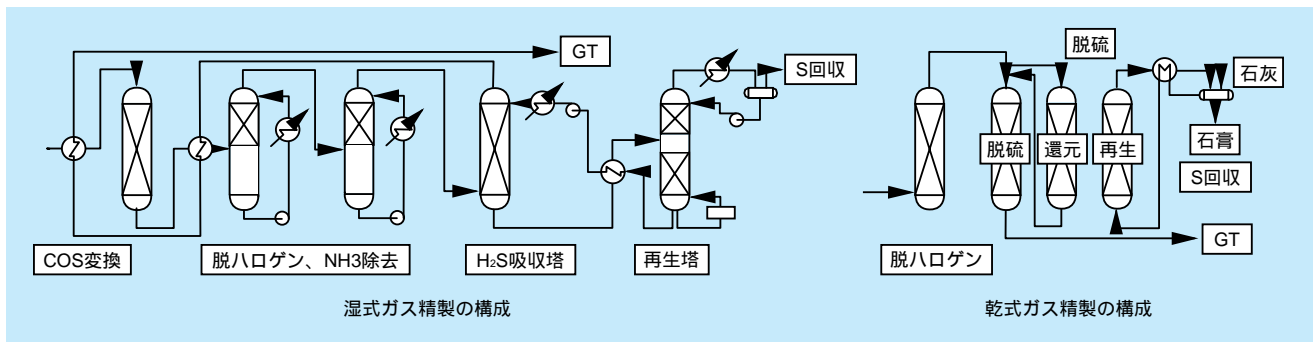 GT
S回収
COS変換
脱ハロゲン、NH3除去
H₂S吸収塔
再生塔
湿式ガス精製の構成
脱硫
石灰
脱硫
還元
再生
石膏
S回収
GT
脱ハロゲン
乾式ガス精製の構成